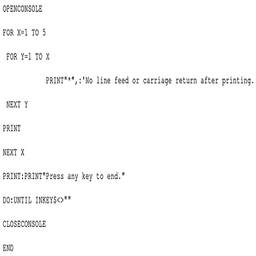 OPENCONSOLE
FOR X=1 TO 5
FOR Y=1 TO X
PRINT"*",:'No line feed or carriage return after printing.
NEXT Y
PRINT
NEXT X
PRINT:PRINT"Press any key to end."
DO:UNTIL INKEY$<>""
CLOSECONSOLE
END